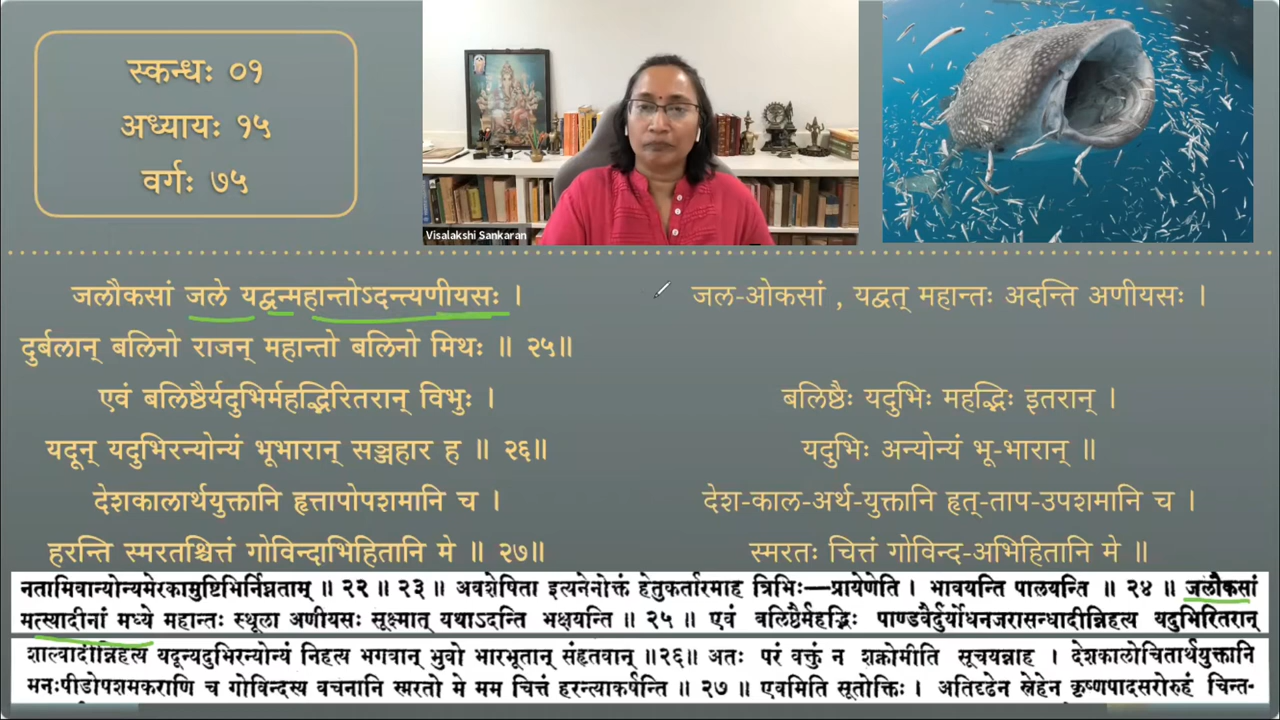 स्कन्धः ०१
अध्यायः १५
वर्गः ७५
Visalakshi Sankaran
जलौकसां जले यद्वन्महान्तोऽदन्त्यणीयसः ।
जल-ओकसां , यद्वत् महान्तः अदन्ति अणीयसः ।
दुर्बलान् बलिनो राजन् महान्तो बलिनो मिथः ॥ २५॥
एवं बलिष्ठैर्यदुभिर्महद्भिरितरान् विभुः ।
बलिष्ठैः यदुभिः महद्भिः इतरान् ।
यदून् यदुभिरन्योन्यं भूभारान् सञ्जहार ह ॥ २६॥
यदुभिः अन्योन्यं भू-भारान् ॥
देशकालार्थयुक्तानि हृत्तापोपशमानि च ।
देश-काल-अर्थ-युक्तानि हृत्-ताप-उपशमानि च ।
हरन्ति स्मरतश्चित्तं गोविन्दाभिहितानि मे ॥ २७॥
स्मरतः चित्तं गोविन्द-अभिहितानि मे ॥
नतामिवान्योन्यमेरकामुष्टिभिर्निघ्नताम् ॥ २२ ॥ २३ ॥ अवशेषिता इत्यनेनोक्तं हेतुकर्तारमाह त्रिभिः—प्रायेणेति । भावयन्ति पालयन्ति ॥ २४ ॥ जलौकसां
मत्स्यादीनां मध्ये महान्तः स्थूला अणीयसः सूक्ष्मात् यथाऽदन्ति भक्षयन्ति ॥ २५ ॥ एवं बलिष्ठैर्महद्भिः पाण्डवैर्दुर्योधनजरासन्धादीन्निहत्य यदुभिरितरान्
शाल्वादीन्निहत्य यदून्यदुभिरन्योन्यं निहत्य भगवान् भुवो भारभूतान् संहृतवान् ॥२६॥ अतः परं वक्तुं न शक्नोमीति सूचयन्नाह । देशकालोचितार्थयुक्तानि
मनःपीडोपशमकराणि च गोविन्दस्य वचनानि स्मरतो मे मम चित्तं हरन्त्याकर्षन्ति ॥ २७ ॥ एवमिति सूतोक्तिः । अतिदृढेन स्नेहेन कृष्णपादसरोरुहं चिन्त-